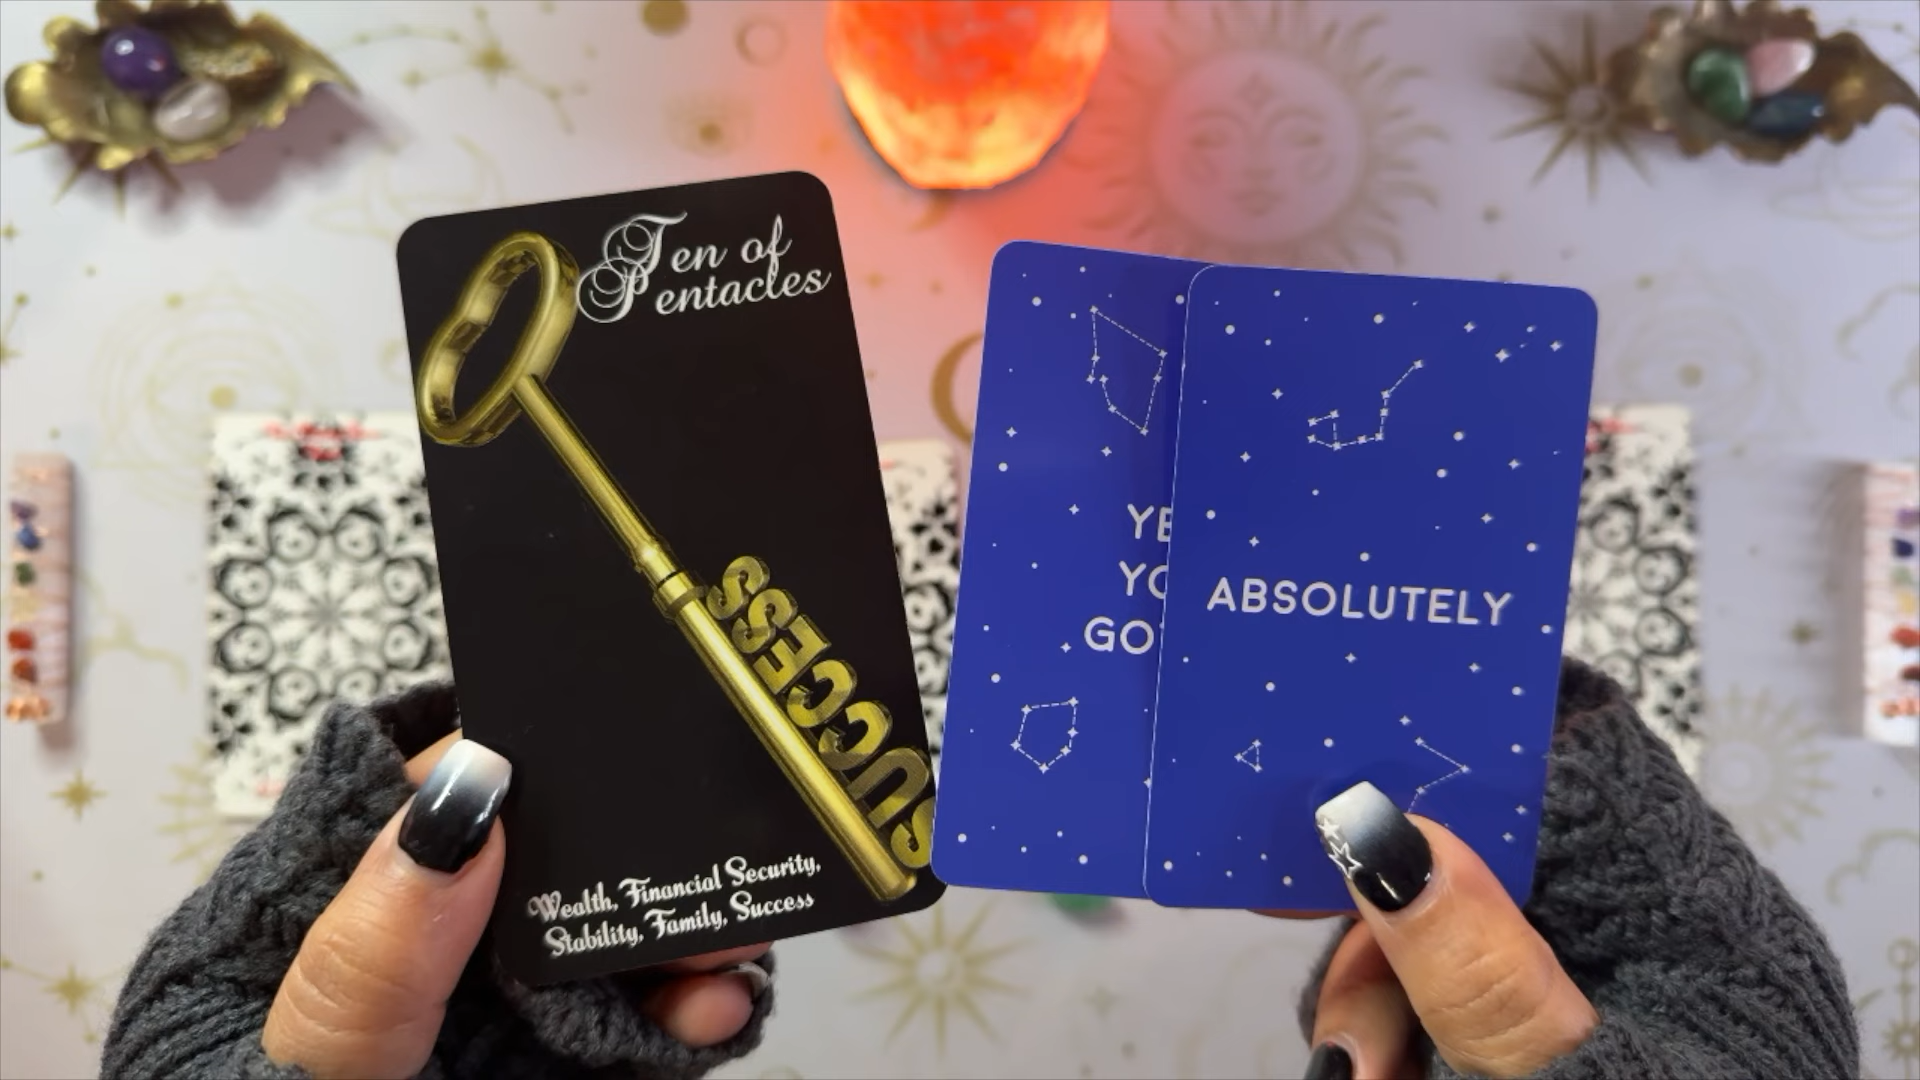 Ten of
Pentacles
SUCCESS
Wealth, Financial Security,
Stability, Family, Success
YE
YO
GO
ABSOLUTELY